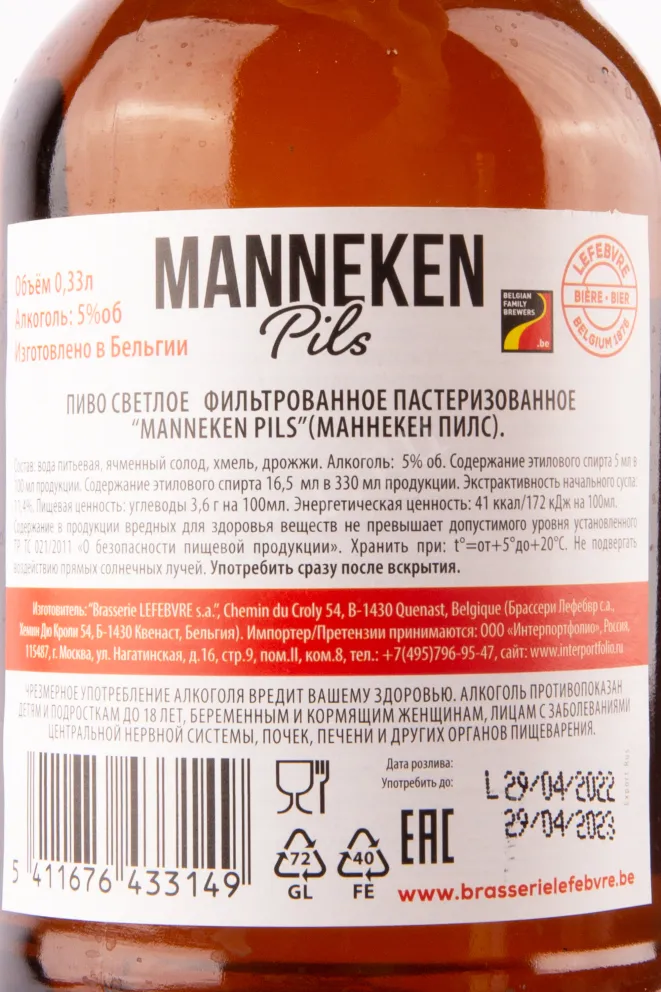 MANNEKEN
Pils
Объём 0,33л
Алкоголь: 5%об
Изготовлено в Бельгии
BELGIAN
FAMILY
BREWERS
.be
LEFEBVRE
BIÈRE • BIER
BELGIUM 1876
ПИВО СВЕТЛОЕ ФИЛЬТРОВАННОЕ ПАСТЕРИЗОВАННОЕ
“MANNEKEN PILS”(МАННЕКЕН ПИЛС).
Состав: вода питьевая, ячменный солод, хмель, дрожжи. Алкоголь: 5% об. Содержание этилового спирта 5 мл в
100 мл продукции. Содержание этилового спирта 16,5 мл в 330 мл продукции. Экстрактивность начального сусла:
11,4%. Пищевая ценность: углеводы 3,6 г на 100мл. Энергетическая ценность: 41 ккал/172 кДж на 100мл.
Содержание в продукции вредных для здоровья веществ не превышает допустимого уровня установленного
ТР ТС 021/2011 «О безопасности пищевой продукции». Хранить при: t°=от+5°до+20°С. Не подвергать
воздействию прямых солнечных лучей. Употребить сразу после вскрытия.
Изготовитель: “Brasserie LEFEBVRE s.a.”, Chemin du Croly 54, B-1430 Quenast, Belgique (Брассери Лефебвр с.а.,
Хемин Дю Кроли 54, Б-1430 Квенаст, Бельгия). Импортер/Претензии принимаются: ООО «Интерпортфолио», Россия,
115487, г. Москва, ул. Нагатинская, д.16, стр.9, пом.II, ком.8, тел.: +7(495)796-95-47, сайт: www.interportfolio.ru
ЧРЕЗМЕРНОЕ УПОТРЕБЛЕНИЕ АЛКОГОЛЯ ВРЕДИТ ВАШЕМУ ЗДОРОВЬЮ. АЛКОГОЛЬ ПРОТИВОПОКАЗАН
ДЕТЯМ И ПОДРОСТКАМ ДО 18 ЛЕТ, БЕРЕМЕННЫМ И КОРМЯЩИМ ЖЕНЩИНАМ, ЛИЦАМ С ЗАБОЛЕВАНИЯМИ
ЦЕНТРАЛЬНОЙ НЕРВНОЙ СИСТЕМЫ, ПОЧЕК, ПЕЧЕНИ И ДРУГИХ ОРГАНОВ ПИЩЕВАРЕНИЯ.
Дата розлива:
Употребить до:
L 29/04/2022
29/04/2023
Export Rus
5 411676 433149
72
GL
40
FE
EAC
www.brasserielefebvre.be